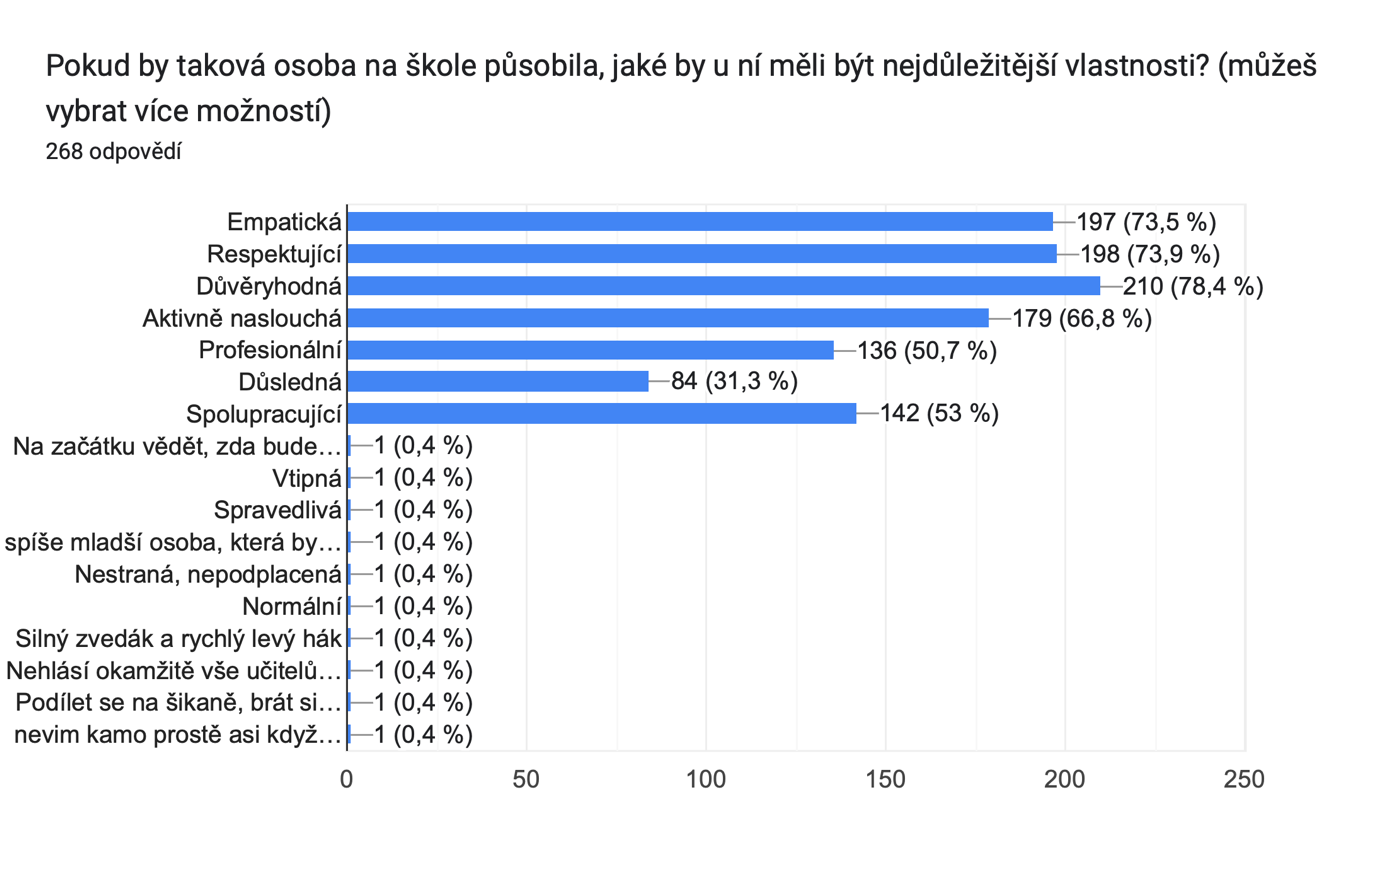 Pokud by taková osoba na škole působila, jaké by u ní měli být nejdůležitější vlastnosti? (můžeš
vybrat více možností)
268 odpovědí
Empatická 197 (73,5 %)
Respektující 198 (73,9 %)
Důvěryhodná 210 (78,4 %)
Aktivně naslouchá 179 (66,8 %)
Profesionální 136 (50,7 %)
Důsledná 84 (31,3 %)
Spolupracující 142 (53 %)
Na začátku vědět, zda bude… 1 (0,4 %)
Vtipná 1 (0,4 %)
Spravedlivá 1 (0,4 %)
spíše mladší osoba, která by… 1 (0,4 %)
Nestraná, nepodplacená 1 (0,4 %)
Normální 1 (0,4 %)
Silný zvedák a rychlý levý hák 1 (0,4 %)
Nehlásí okamžitě vše učitelů… 1 (0,4 %)
Podílet se na šikaně, brát si… 1 (0,4 %)
nevim kamo prostě asi když… 1 (0,4 %)
0 50 100 150 200 250